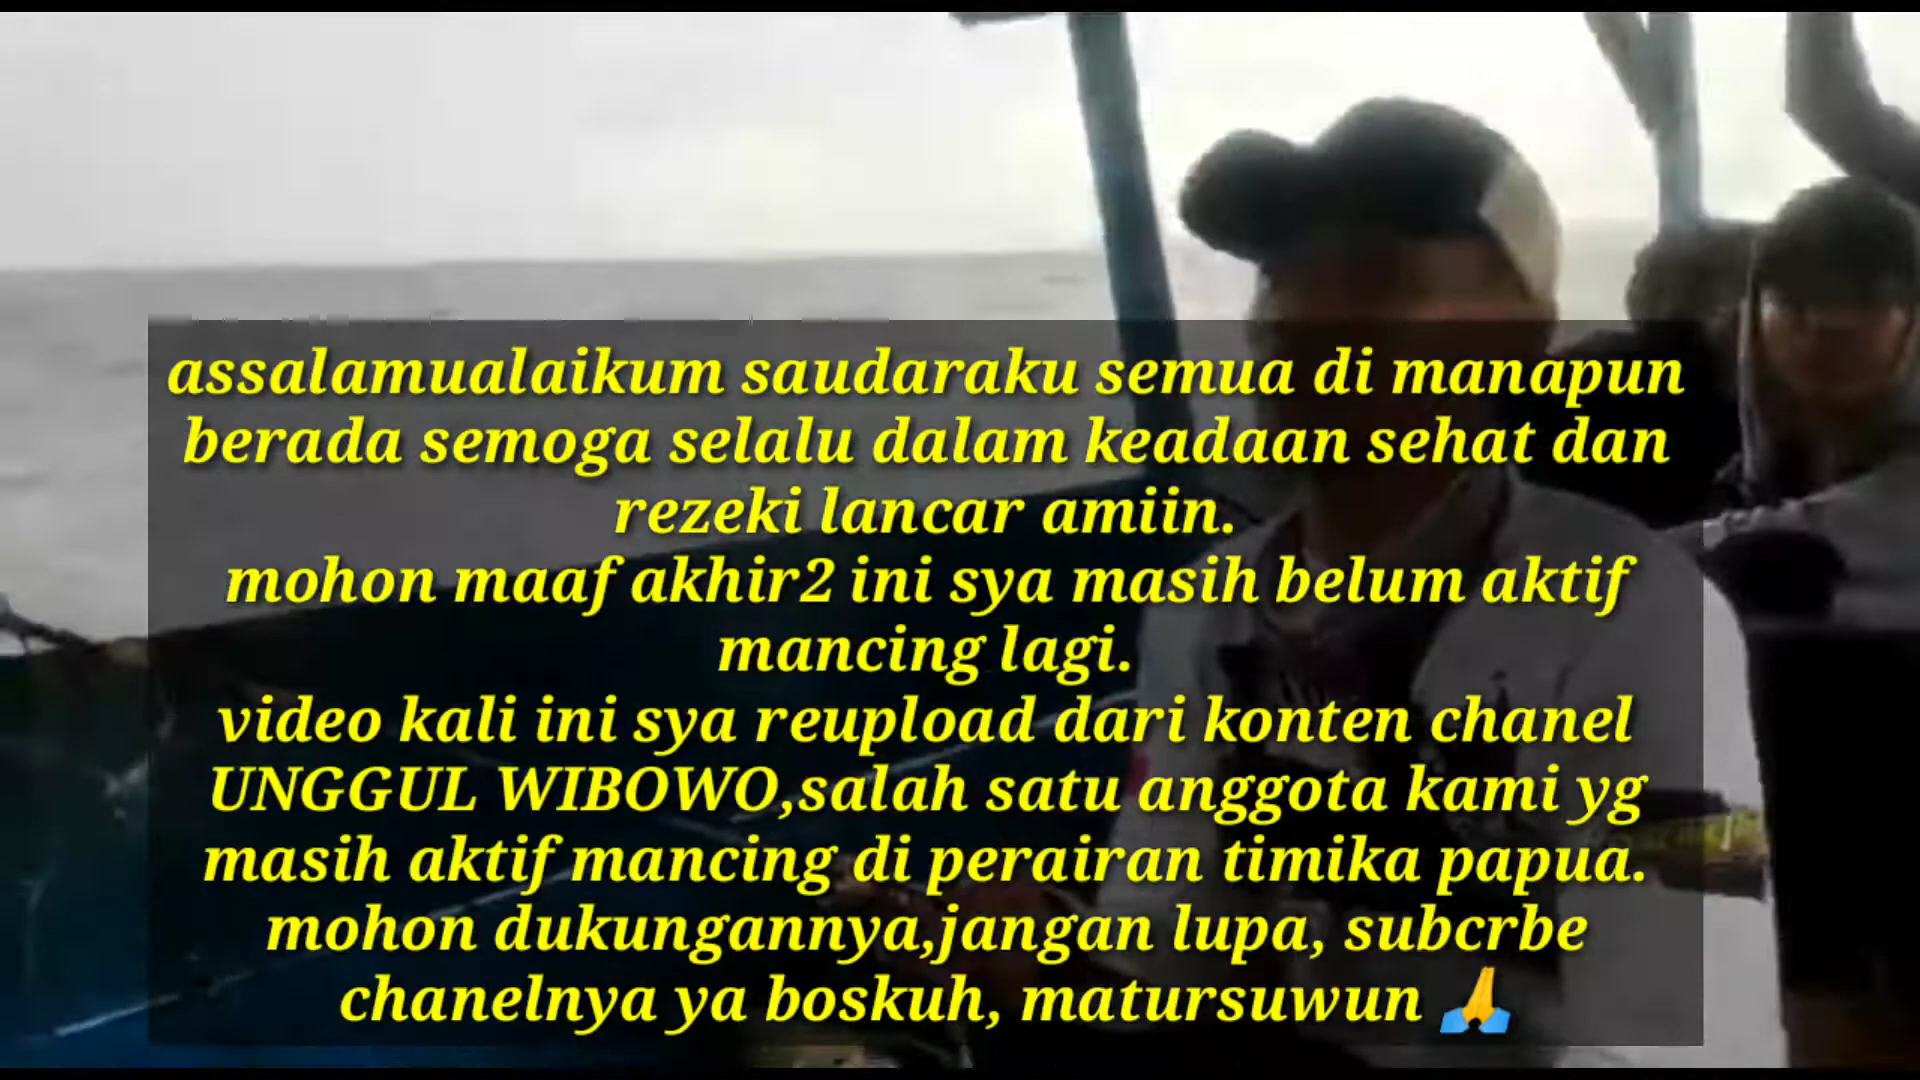 assalamualaikum saudaraku semua di manapun
berada semoga selalu dalam keadaan sehat dan
rezeki lancar amiin.
mohon maaf akhir2 ini sya masih belum aktif
mancing lagi.
video kali ini sya reupload dari konten chanel
UNGGUL WIBOWO,salah satu anggota kami yg
masih aktif mancing di perairan timika papua.
mohon dukungannya,jangan lupa, subcrbe
chanelnya ya boskuh, matursuwun 🙏